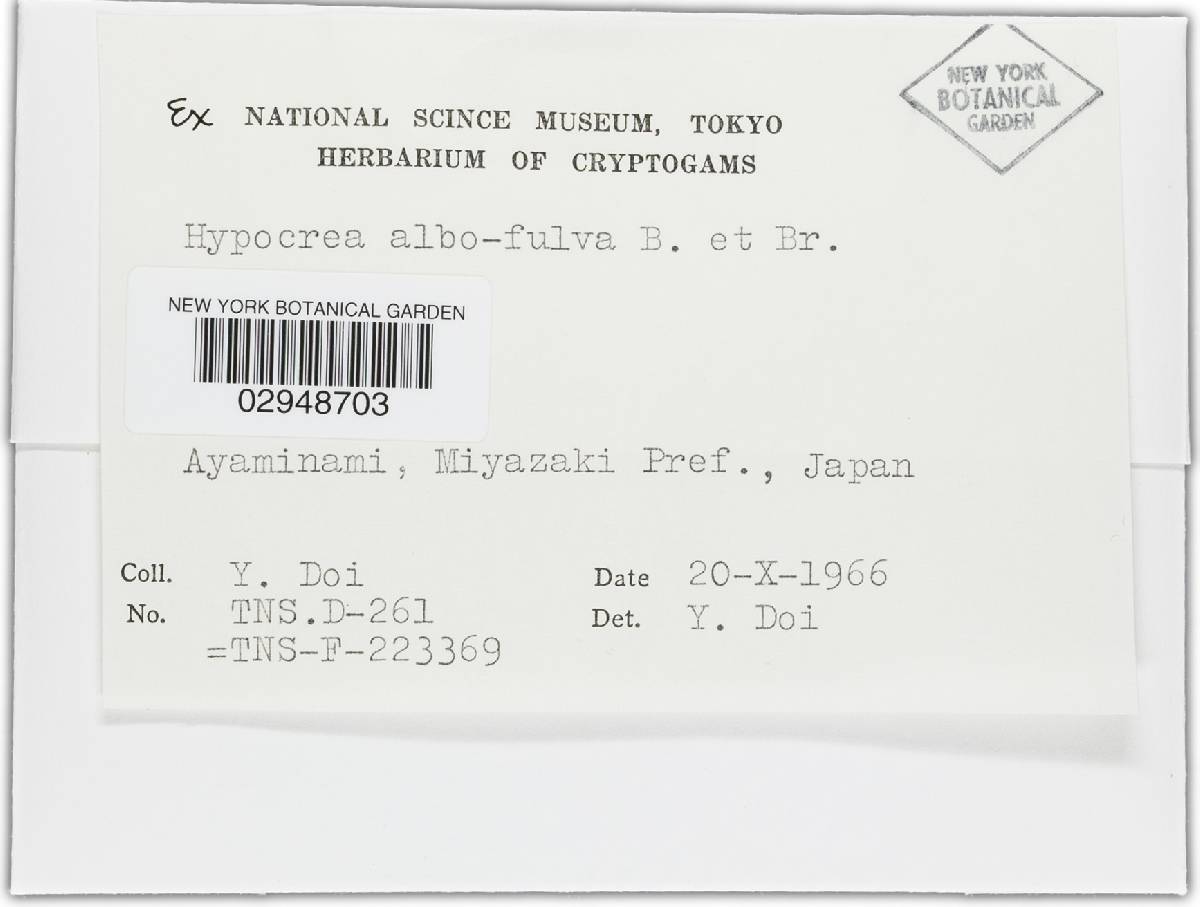 NEW YORK
BOTANICAL
GARDEN
Ex NATIONAL SCINCE MUSEUM, TOKYO
HERBARIUM OF CRYPTOGAMS
Hypocrea albo-fulva B. et Br.
NEW YORK BOTANICAL GARDEN
02948703
Ayaminami, Miyazaki Pref., Japan
Coll. Y. Doi Date 20-X-1966
No. TNS.D-261 Det. Y. Doi
=TNS-F-223369